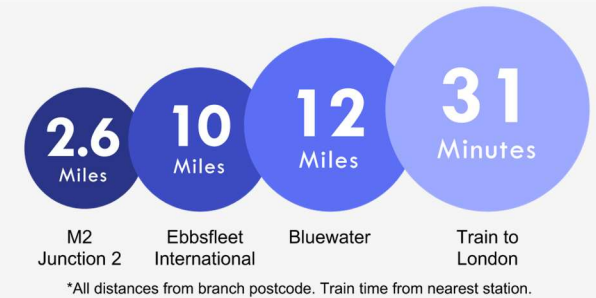 2.6
Miles
10
Miles
12
Miles
31
Minutes
M2
Junction 2
Ebbsfleet
International
Bluewater
Train to
London
*All distances from branch postcode. Train time from nearest station.